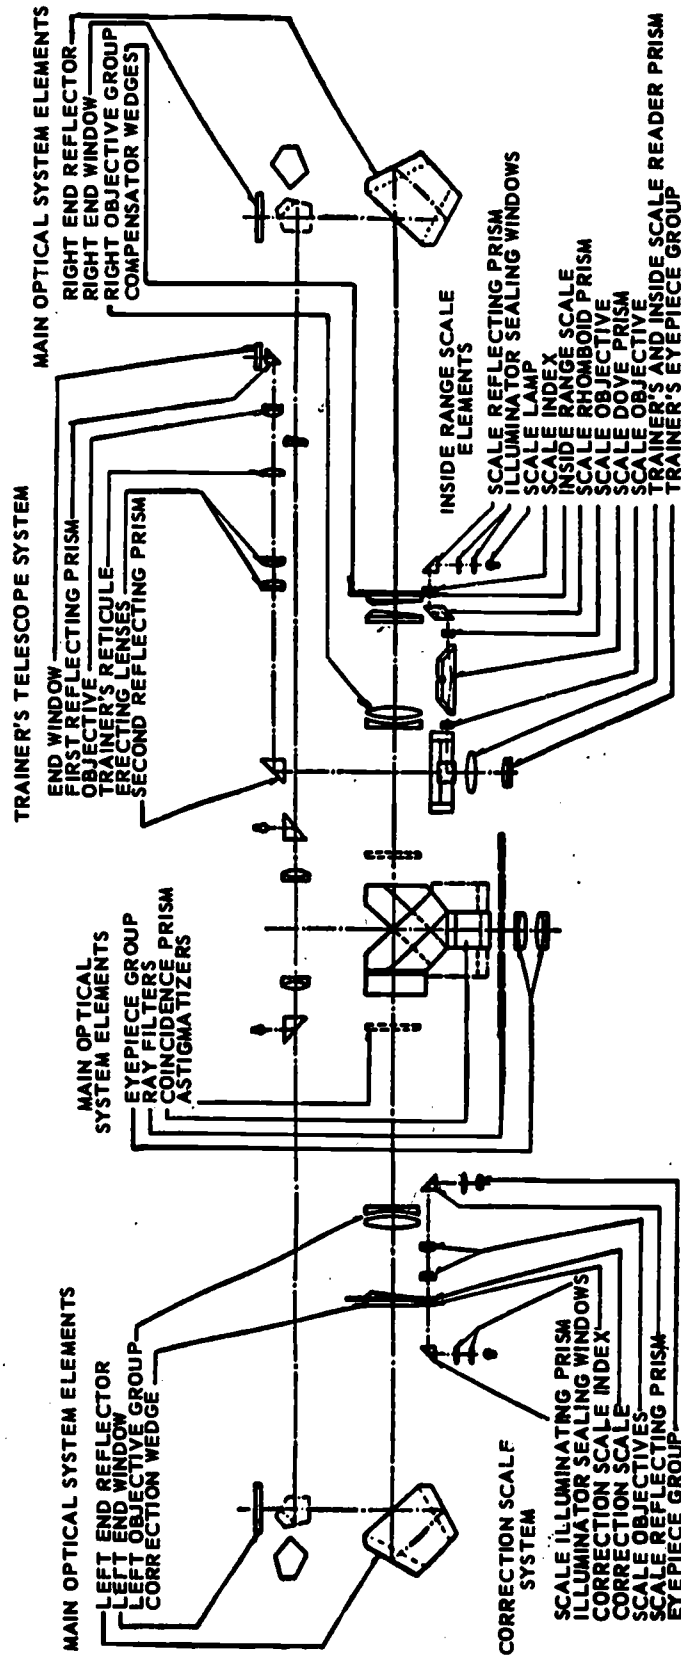 MAIN OPTICAL SYSTEM ELEMENTS
LEFT END REFLECTOR
LEFT END WINDOW
LEFT OBJECTIVE GROUP
CORRECTION WEDGE
MAIN OPTICAL
SYSTEM ELEMENTS
EYEPIECE GROUP
RAY FILTERS
COINCIDENCE PRISM
ASTIGMATIZERS
TRAINER'S TELESCOPE SYSTEM
END WINDOW
FIRST REFLECTING PRISM
OBJECTIVE
TRAINER'S RETICULE
ERECTING LENSES
SECOND REFLECTING PRISM
MAIN OPTICAL SYSTEM ELEMENTS
RIGHT END REFLECTOR
RIGHT END WINDOW
RIGHT OBJECTIVE GROUP
COMPENSATOR WEDGES
CORRECTION SCALE
SYSTEM
SCALE ILLUMINATING PRISM
ILLUMINATOR SEALING WINDOWS
CORRECTION SCALE INDEX
CORRECTION SCALE
SCALE OBJECTIVES
SCALE REFLECTING PRISM
EYEPIECE GROUP
INSIDE RANGE SCALE
ELEMENTS
SCALE REFLECTING PRISM
ILLUMINATOR SEALING WINDOWS
SCALE LAMP
SCALE INDEX
INSIDE RANGE SCALE
SCALE RHOMBOID PRISM
SCALE OBJECTIVE
SCALE DOVE PRISM
SCALE OBJECTIVE
TRAINER'S AND INSIDE SCALE READER PRISM
TRAINER'S EYEPIECE GROUP